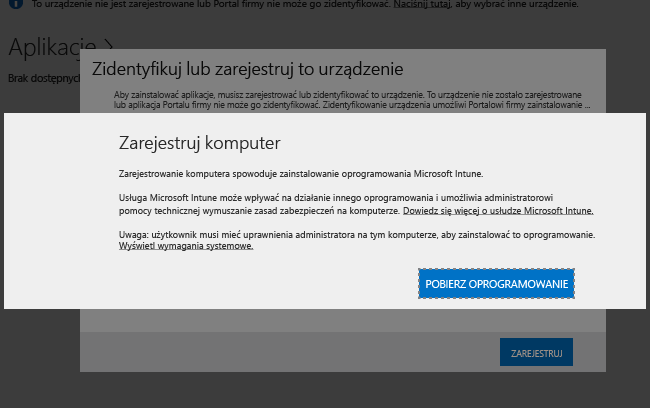 To urządzenie nie jest zarejestrowane lub Portal firmy nie może go zidentyfikować. Naciśnij tutaj, aby wybrać inne urządzenie.
Aplikacje
Brak dostępnych
Zidentyfikuj lub zarejestruj to urządzenie
Aby zainstalować aplikacje, musisz zarejestrować lub zidentyfikować to urządzenie. To urządzenie nie zostało zarejestrowane
lub aplikacja Portalu firmy nie może go zidentyfikować. Zidentyfikowanie urządzenia umożliwi Portalowi firmy zainstalowanie ...
Zarejestruj komputer
Zarejestrowanie komputera spowoduje zainstalowanie oprogramowania Microsoft Intune.
Usługa Microsoft Intune może wpływać na działanie innego oprogramowania i umożliwia administratorowi
pomocy technicznej wymuszanie zasad zabezpieczeń na komputerze. Dowiedz się więcej o usłudze Microsoft Intune.
Uwaga: użytkownik musi mieć uprawnienia administratora na tym komputerze, aby zainstalować to oprogramowanie.
Wyświetl wymagania systemowe.
POBIERZ OPROGRAMOWANIE
ZAREJESTRUJ